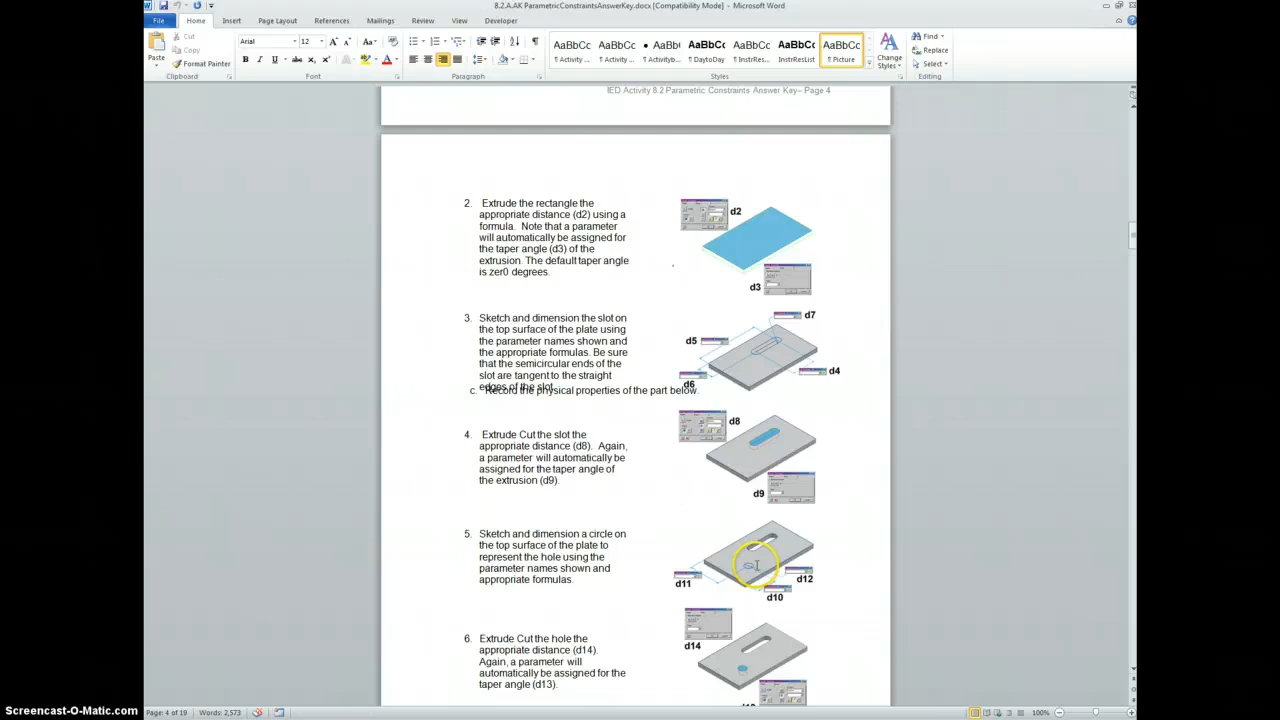 8.2.A.AK ParametricConstraintsAnswerKey.docx [Compatibility Mode] - Microsoft Word
File Home Insert Page Layout References Mailings Review View Developer
Paste
Cut
Copy
Format Painter
Arial 12
Clipboard Font Paragraph Styles Editing
AaBbCc AaBbCc AaBbC AaBbCc AaBbCc AaBbCc AaBbCc
¶ Activity ... ¶ Activity ... ¶ Activityb... ¶ DaytoDay ¶ InstrRes... InstrResList ¶ Picture
Change
Styles
Find
Replace
Select
IED Activity 8.2 Parametric Constraints Answer Key– Page 4
2. Extrude the rectangle the
appropriate distance (d2) using a
formula. Note that a parameter
will automatically be assigned for
the taper angle (d3) of the
extrusion. The default taper angle
is zer0 degrees.
d2
d3
3. Sketch and dimension the slot on
the top surface of the plate using
the parameter names shown and
the appropriate formulas. Be sure
that the semicircular ends of the
slot are tangent to the straight
edges of the slot.
d7
d5
d4
d6
c. Record the physical properties of the part below.
4. Extrude Cut the slot the
appropriate distance (d8). Again,
a parameter will automatically be
assigned for the taper angle of
the extrusion (d9).
d8
d9
5. Sketch and dimension a circle on
the top surface of the plate to
represent the hole using the
parameter names shown and
appropriate formulas.
d11
d12
d10
6. Extrude Cut the hole the
appropriate distance (d14).
Again, a parameter will
automatically be assigned for the
taper angle (d13).
d14
Screencast-O-Matic.com
Page: 4 of 19 Words: 2,573 100%